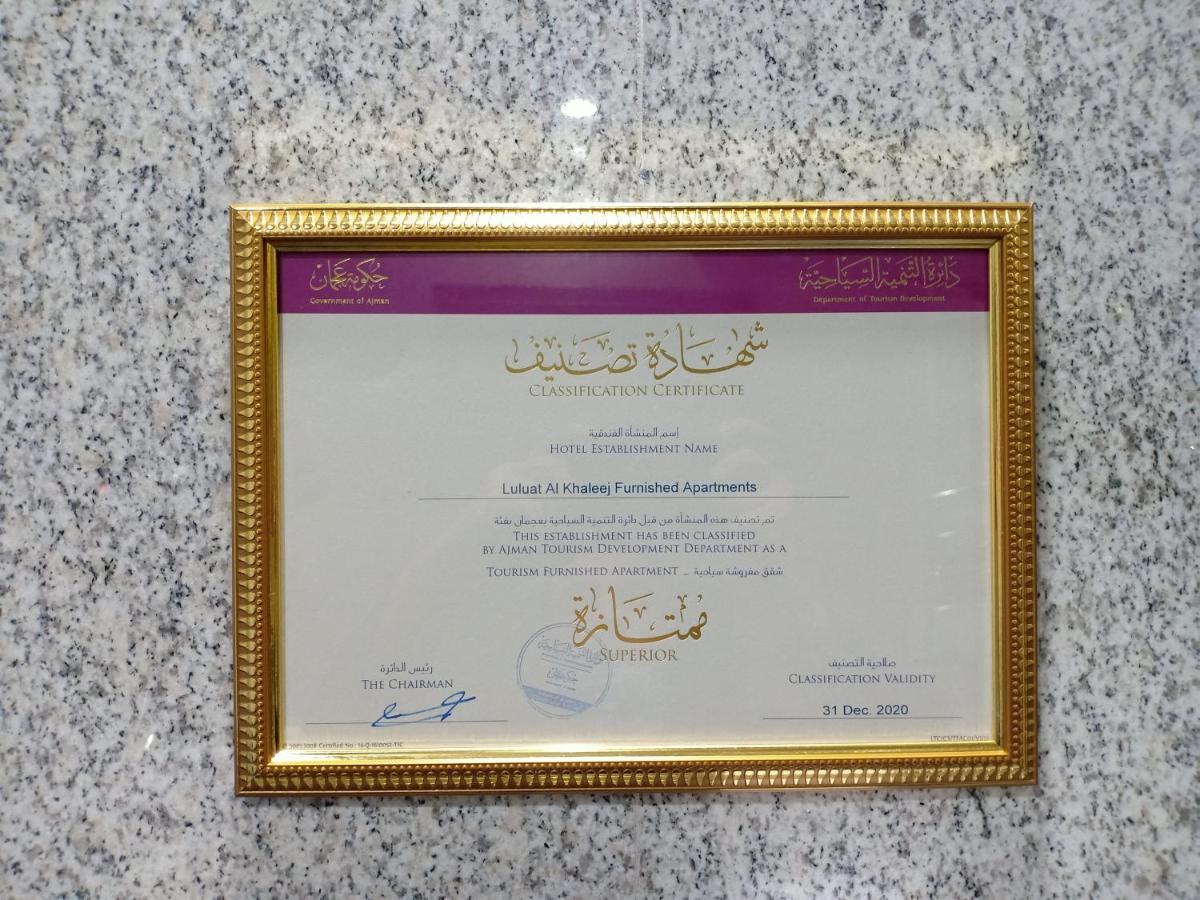 حكومة عجمان
Government of Ajman
دائرة التنمية السياحية
Department of Tourism Development
شهادة تصنيف
CLASSIFICATION CERTIFICATE
إسم المنشأة الفندقية
HOTEL ESTABLISHMENT NAME
Luluat Al Khaleej Furnished Apartments
تم تصنيف هذه المنشأة من قبل دائرة التنمية السياحية بعجمان بفئة
THIS ESTABLISHMENT HAS BEEN CLASSIFIED
BY AJMAN TOURISM DEVELOPMENT DEPARTMENT AS A
TOURISM FURNISHED APARTMENT _ شقق مفروشة سياحية
ممتازة
SUPERIOR
رئيس الدائرة
THE CHAIRMAN
صلاحية التصنيف
CLASSIFICATION VALIDITY
31 Dec. 2020
Certified No.